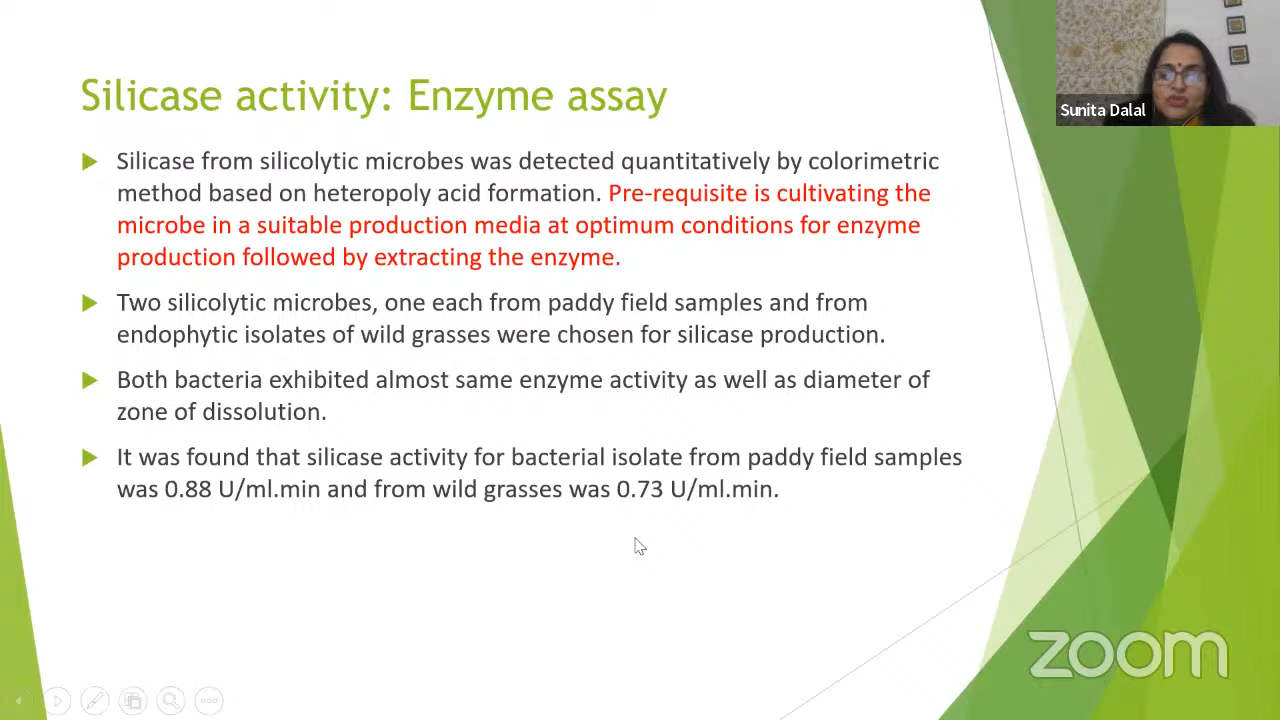 Silicase activity: Enzyme assay
Sunita Dalal
Silicase from silicolytic microbes was detected quantitatively by colorimetric
method based on heteropoly acid formation. Pre-requisite is cultivating the
microbe in a suitable production media at optimum conditions for enzyme
production followed by extracting the enzyme.
Two silicolytic microbes, one each from paddy field samples and from
endophytic isolates of wild grasses were chosen for silicase production.
Both bacteria exhibited almost same enzyme activity as well as diameter of
zone of dissolution.
It was found that silicase activity for bacterial isolate from paddy field samples
was 0.88 U/ml.min and from wild grasses was 0.73 U/ml.min.
zoom